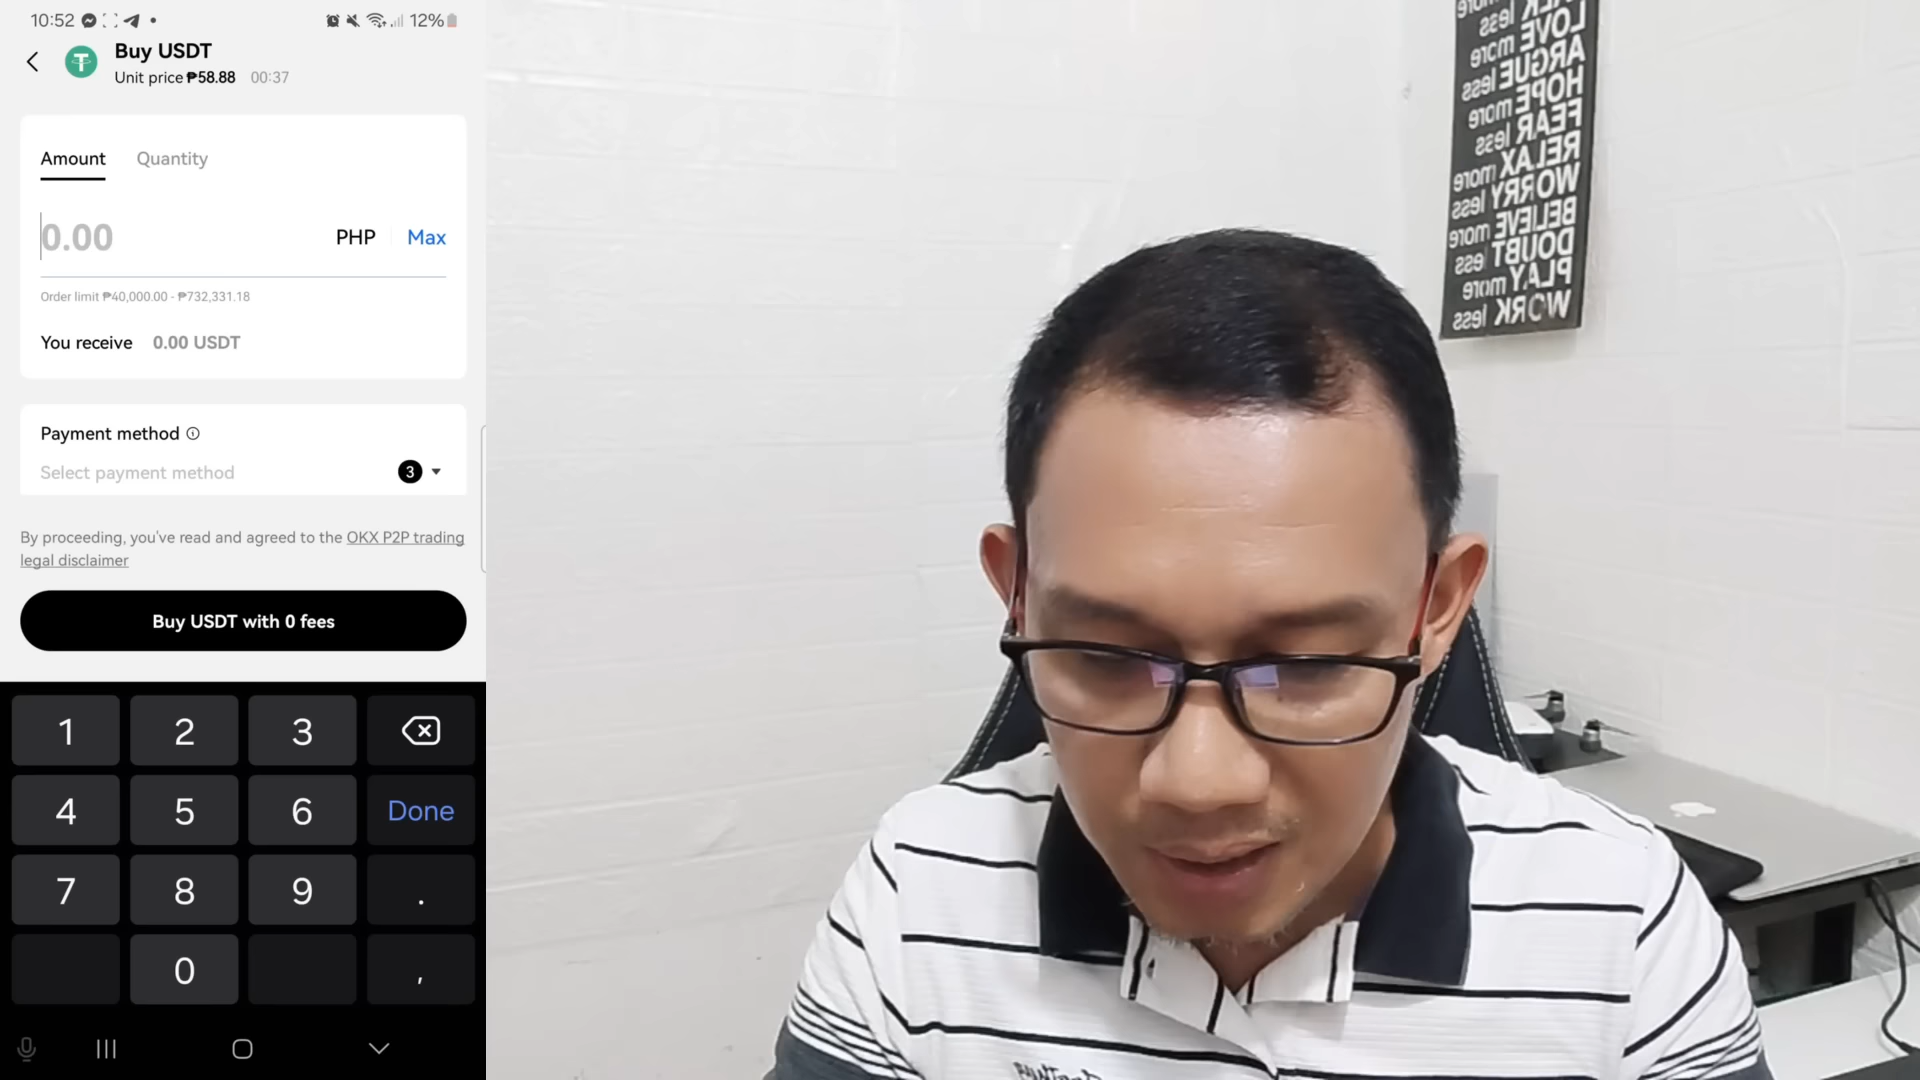 10:52 12%
Buy USDT
Unit price ₱58.88 00:37
Amount Quantity
0.00 PHP Max
Order limit ₱40,000.00 - ₱732,331.18
You receive 0.00 USDT
Payment method
Select payment method 3
By proceeding, you've read and agreed to the OKX P2P trading
legal disclaimer
Buy USDT with 0 fees
1 2 3
4 5 6 Done
7 8 9 .
0 ,
LOVE more
ARGUE less
HOPE more
FEAR less
RELAX more
WORRY less
BELIEVE more
DOUBT less
PLAY more
WORK less